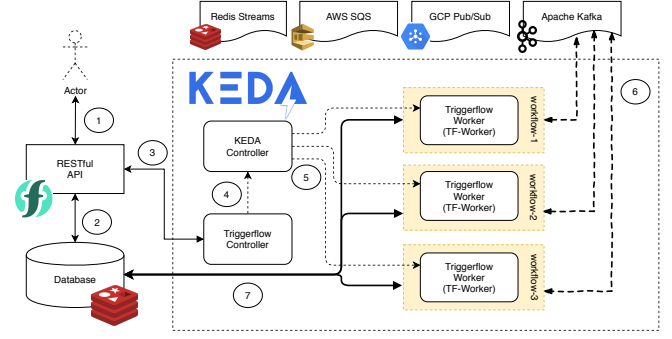 Redis Streams
AWS SQS
GCP Pub/Sub
Apache Kafka
Actor
1
RESTful
API
2
3
Database
KEDA
KEDA
Controller
4
5
Triggerflow
Controller
7
Triggerflow
Worker
(TF-Worker)
workflow-1
Triggerflow
Worker
(TF-Worker)
workflow-2
Triggerflow
Worker
(TF-Worker)
workflow-3
6